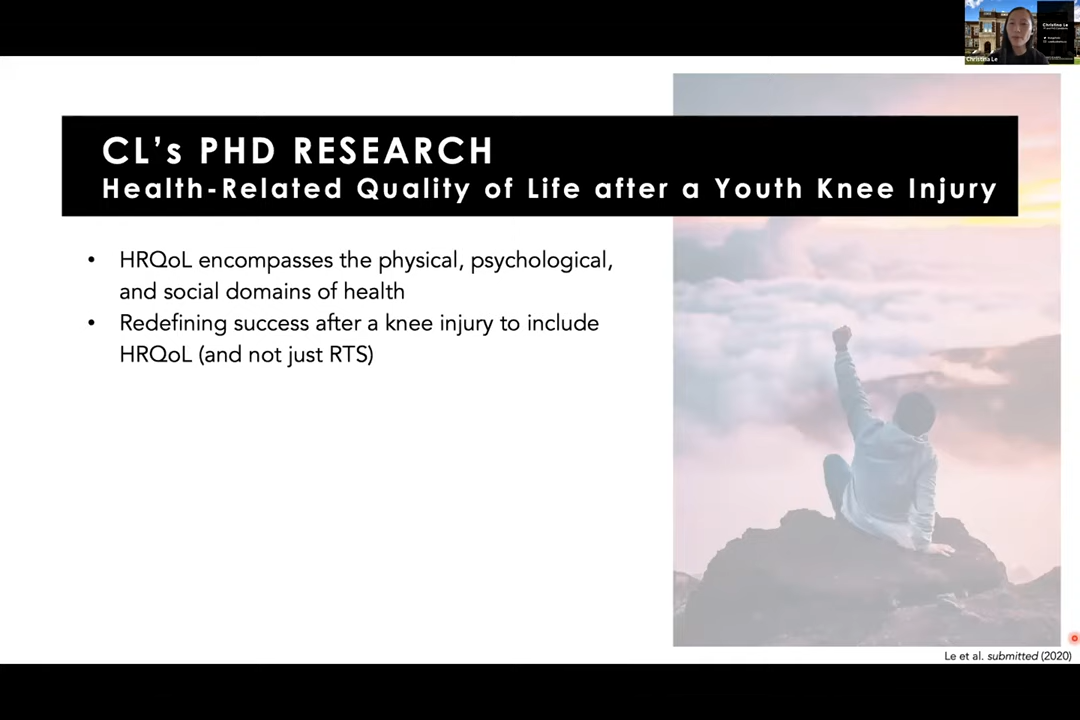 Christina Le
Christina Le
CL's PHD RESEARCH
Health-Related Quality of Life after a Youth Knee Injury
• HRQoL encompasses the physical, psychological,
and social domains of health
• Redefining success after a knee injury to include
HRQoL (and not just RTS)
Le et al. submitted (2020)